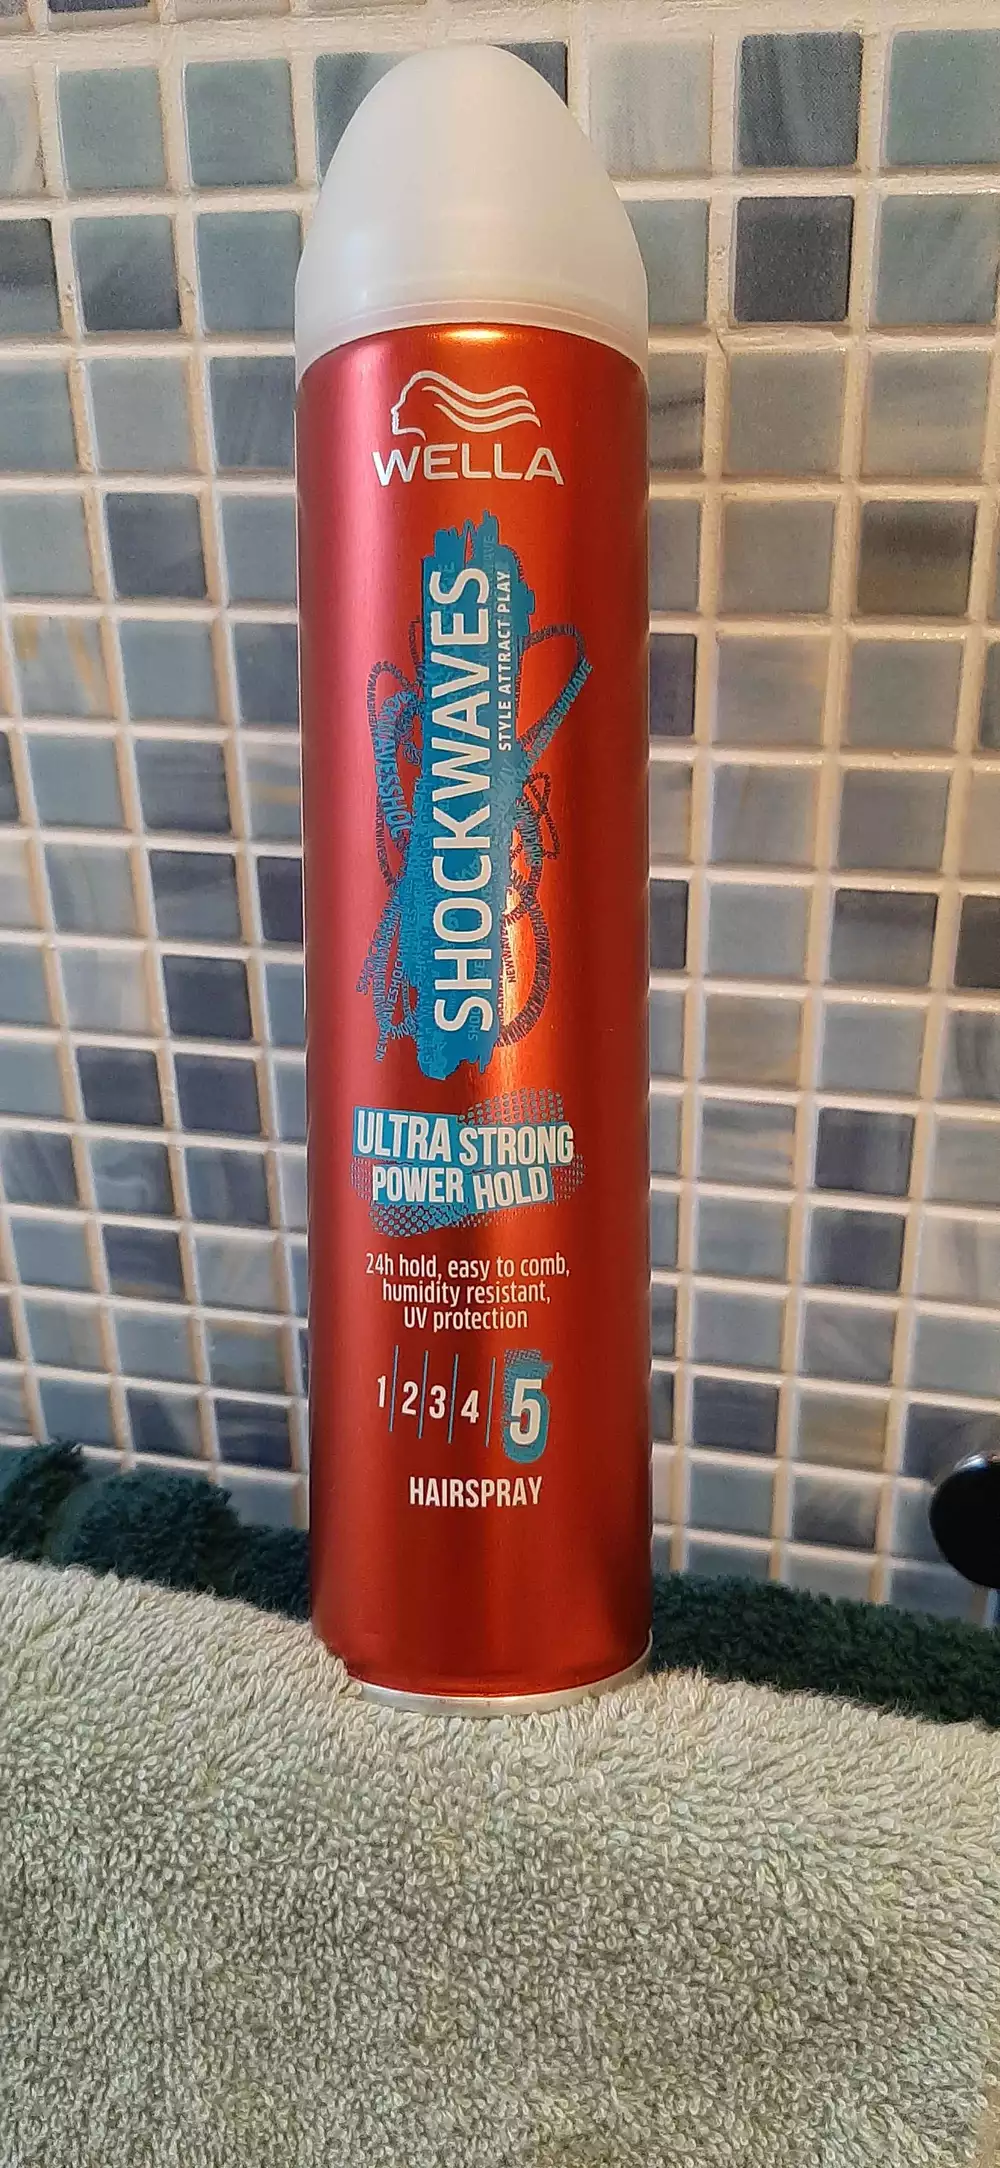 WELLA
SHOCKWAVES
STYLE ATTRACT PLAY
ULTRA STRONG
POWER HOLD
24h hold, easy to comb,
humidity resistant,
UV protection
1 2 3 4 5
HAIRSPRAY